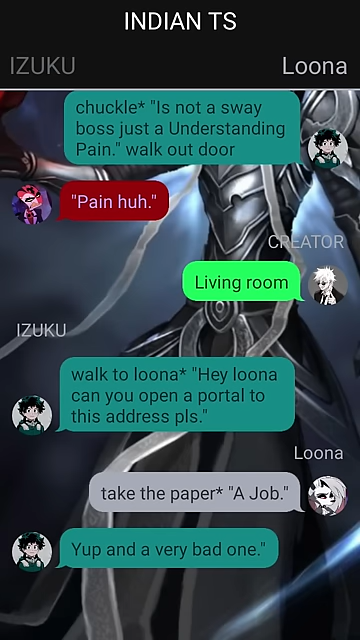 INDIAN TS
IZUKU
Loona
chuckle* "Is not a sway
boss just a Understanding
Pain." walk out door
"Pain huh."
CREATOR
Living room
IZUKU
walk to loona* "Hey loona
can you open a portal to
this address pls."
Loona
take the paper* "A Job."
Yup and a very bad one."